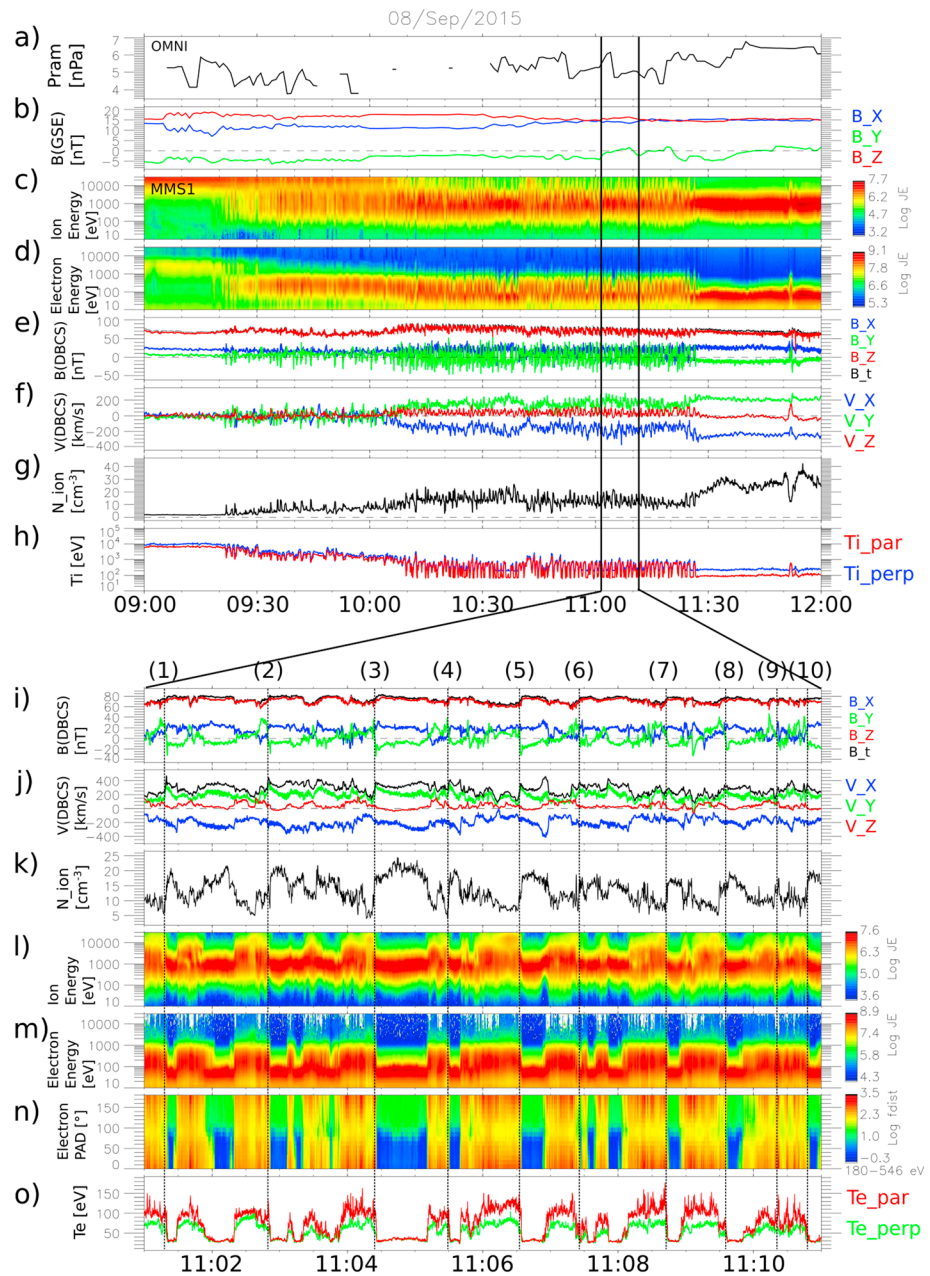 08/Sep/2015
a)
Pram
[nPa]
7
6
5
4
OMNI
b)
B(GSE)
[nT]
20
15
10
5
0
-5
B_X
B_Y
B_Z
c)
Ion
Energy
[eV]
10000
1000
100
10
MMS1
7.7
6.2
4.7
3.2
Log JE
d)
Electron
Energy
[eV]
10000
1000
100
10
9.1
7.8
6.6
5.3
Log JE
e)
B(DBCS)
[nT]
100
50
0
-50
B_X
B_Y
B_Z
B_t
f)
V(DBCS)
[km/s]
200
0
-200
-400
V_X
V_Y
V_Z
g)
N_ion
[cm-3]
40
30
20
10
0
h)
Ti [eV]
10^5
10^4
10^3
10^2
10^1
Ti_par
Ti_perp
09:00 09:30 10:00 10:30 11:00 11:30 12:00
(1) (2) (3) (4) (5) (6) (7) (8) (9) (10)
i)
B(DBCS)
[nT]
80
60
40
20
0
-20
-40
B_X
B_Y
B_Z
B_t
j)
V(DBCS)
[km/s]
400
200
0
-200
-400
V_X
V_Y
V_Z
k)
N_ion
[cm-3]
25
20
15
10
5
l)
Ion
Energy
[eV]
10000
1000
100
10
7.6
6.3
5.0
3.6
Log JE
m)
Electron
Energy
[eV]
10000
1000
100
10
8.9
7.4
5.8
4.3
Log JE
n)
Electron
PAD [°]
150
100
50
0
3.5
2.3
1.0
-0.3
Log fdist
180-546 eV
o)
Te [eV]
150
100
50
Te_par
Te_perp
11:02 11:04 11:06 11:08 11:10